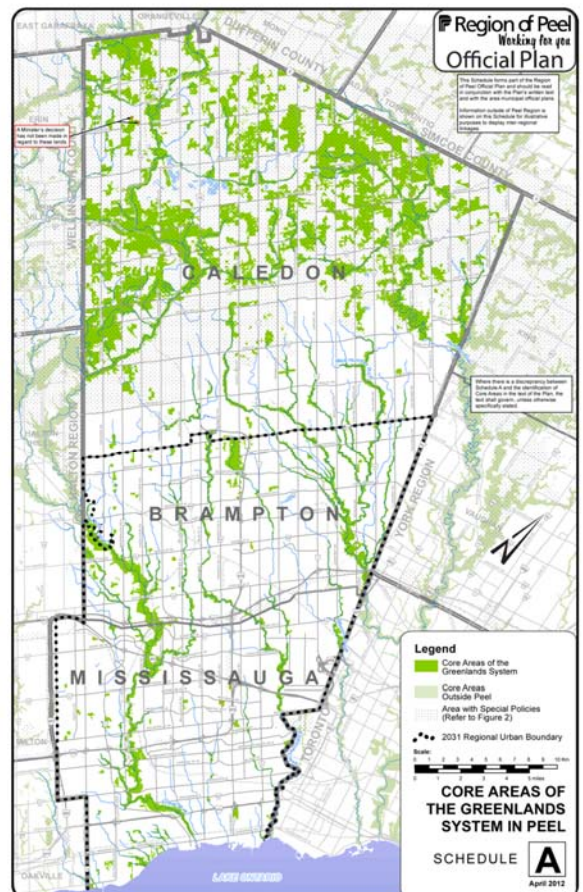 Region of Peel
Working for you
Official Plan
This Schedule forms part of the Region
of Peel Official Plan and should be read
in conjunction with the Plan's written text
and with the area municipal official plans.
Information outside of Peel Region is
shown on this Schedule for illustrative
purposes to display inter-regional
linkages.
EAST GARAFRAXA
ORANGEVILLE
MONO
DUFFERIN COUNTY
SIMCOE COUNTY
ERIN
A Minister's decision
has not been made in
regard to these lands
CALEDON
KING
Where there is a discrepancy between
Schedule A and the identification of
Core Areas in the text of the Plan, the
text shall govern, unless otherwise
specifically stated.
YORK REGION
BRAMPTON
MISSISSAUGA
TORONTO
MILTON
OAKVILLE
LAKE ONTARIO
Legend
Core Areas of the
Greenlands System
Core Areas
Outside Peel
Area with Special Policies
(Refer to Figure 2)
2031 Regional Urban Boundary
Scale:
CORE AREAS OF
THE GREENLANDS
SYSTEM IN PEEL
SCHEDULE A
April 2012